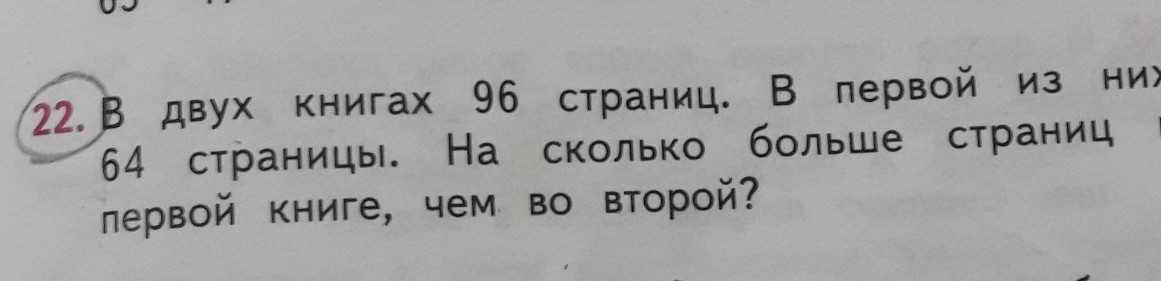 22. В двух книгах 96 страниц. В первой из них
64 страницы. На сколько больше страниц
первой книге, чем во второй?